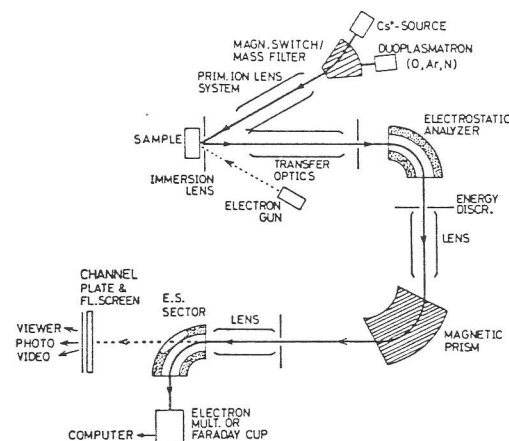 Cs⁺-SOURCE
MAGN. SWITCH/
MASS FILTER
DUOPLASMATRON
(O, Ar, N)
PRIM. ION LENS
SYSTEM
ELECTROSTATIC
ANALYZER
SAMPLE
TRANSFER
OPTICS
IMMERSION
LENS
ELECTRON
GUN
ENERGY
DISCR.
LENS
CHANNEL
PLATE &
FL. SCREEN
E.S.
SECTOR
LENS
VIEWER
PHOTO
VIDEO
MAGNETIC
PRISM
ELECTRON
MULT. OR
FARADAY CUP
COMPUTER